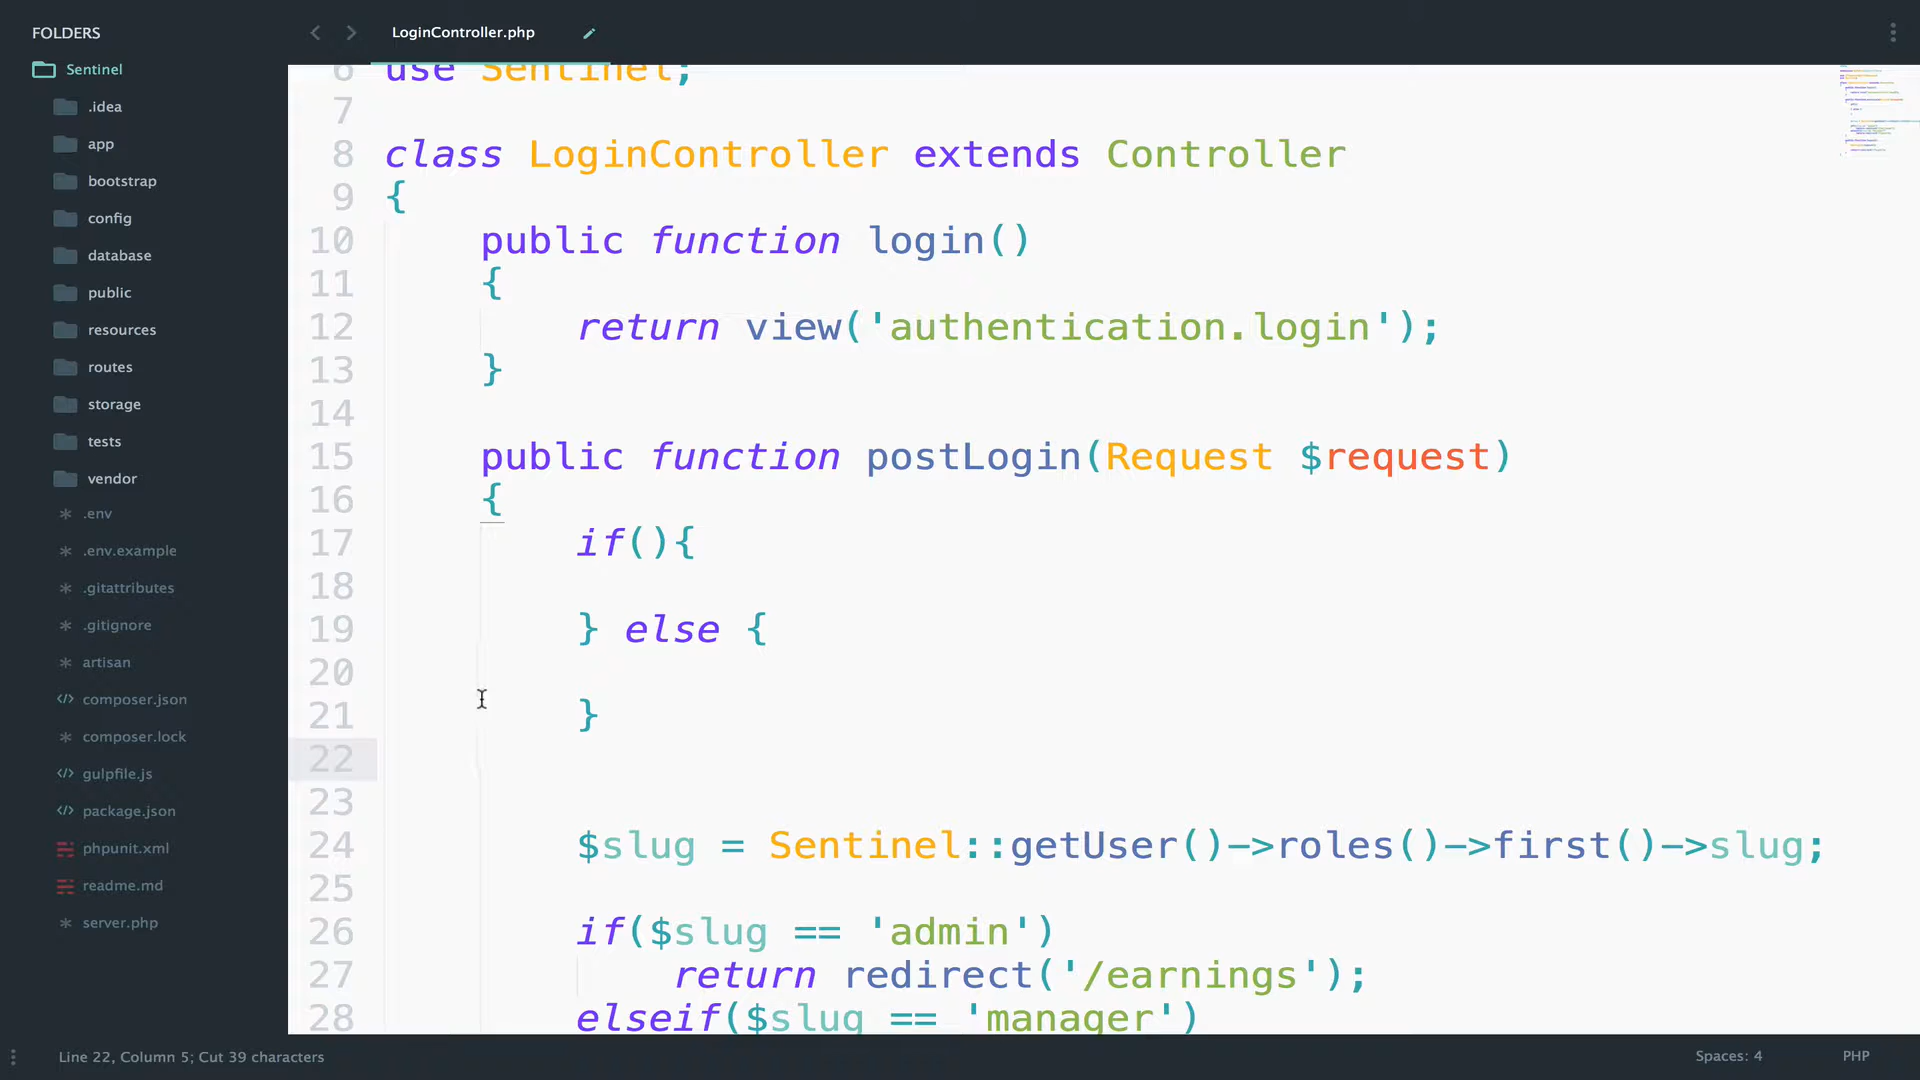 FOLDERS
Sentinel
.idea
app
bootstrap
config
database
public
resources
routes
storage
tests
vendor
.env
.env.example
.gitattributes
.gitignore
artisan
composer.json
composer.lock
gulpfile.js
package.json
phpunit.xml
readme.md
server.php
LoginController.php
6 use Sentinel;
7
8 class LoginController extends Controller
9 {
10 public function login()
11 {
12 return view('authentication.login');
13 }
14
15 public function postLogin(Request $request)
16 {
17 if(){
18
19 } else {
20
21 }
22
23
24 $slug = Sentinel::getUser()->roles()->first()->slug;
25
26 if($slug == 'admin')
27 return redirect('/earnings');
28 elseif($slug == 'manager')
Line 22, Column 5; Cut 39 characters
Spaces: 4
PHP